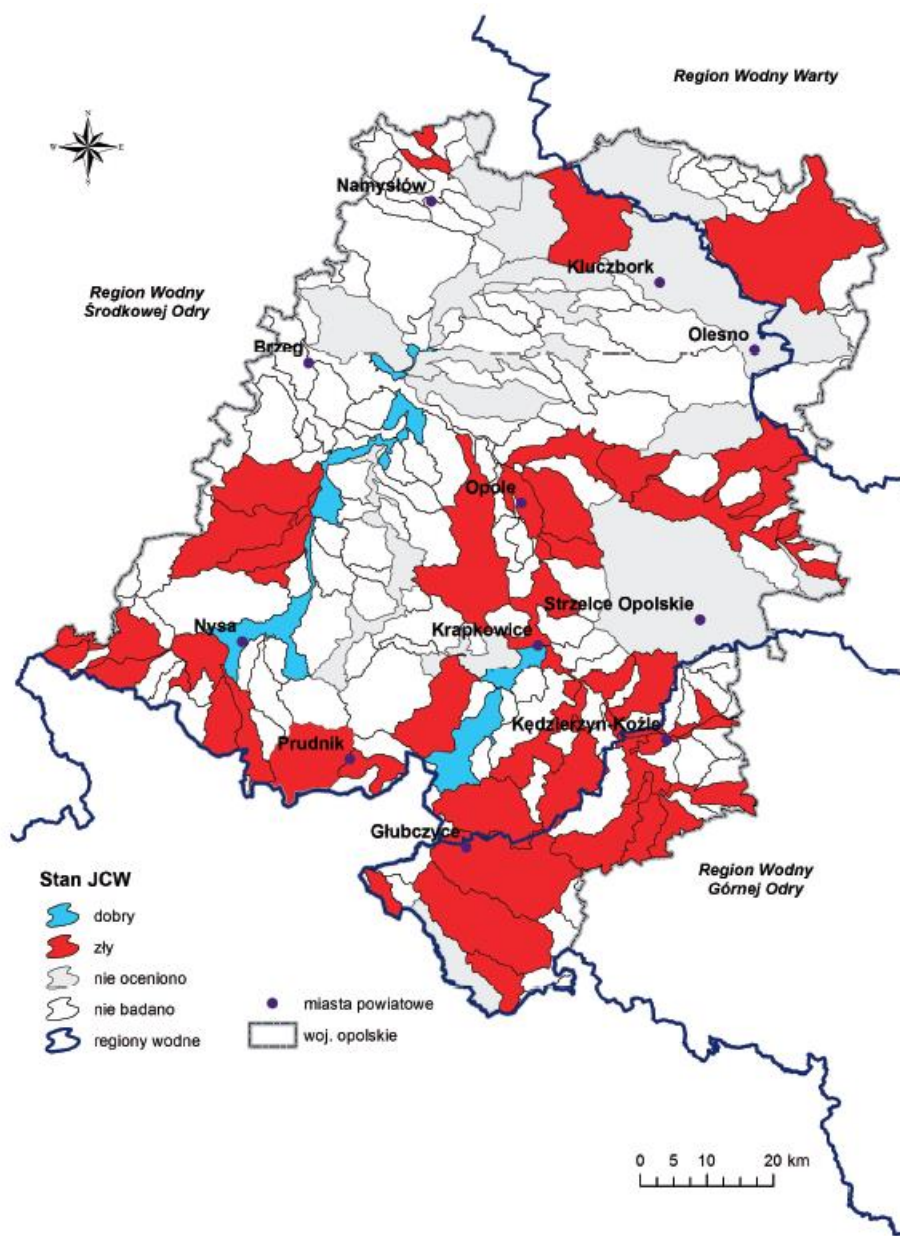 Region Wodny Warty
N
W
E
S
Namysłów
Kluczbork
Region Wodny
Środkowej Odry
Olesno
Brzeg
Opole
Strzelce Opolskie
Nysa
Krapkowice
Kędzierzyn-Koźle
Prudnik
Głubczyce
Region Wodny
Górnej Odry
Stan JCW
dobry
zły
nie oceniono
nie badano
regiony wodne
miasta powiatowe
woj. opolskie
0 5 10 20 km